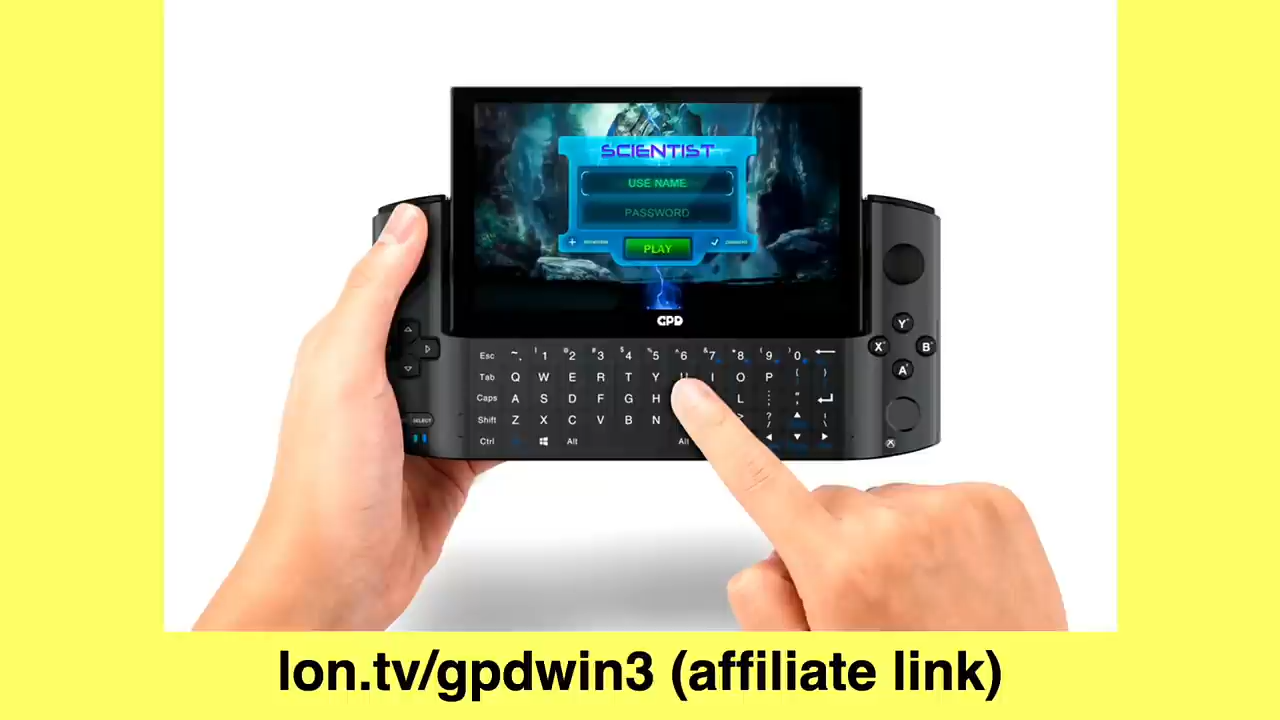 SCIENTIST
USE NAME
PASSWORD
PLAY
GPD
Esc ~ ! 1 @ 2 # 3 $ 4 % 5 ^ 6 & 7 * 8 ( 9 ) 0
Tab Q W E R T Y U I O P { }
Caps A S D F G H L : "
Shift Z X C V B N > ? /
Ctrl Alt Alt
Y
X B
A
SELECT
lon.tv/gpdwin3 (affiliate link)